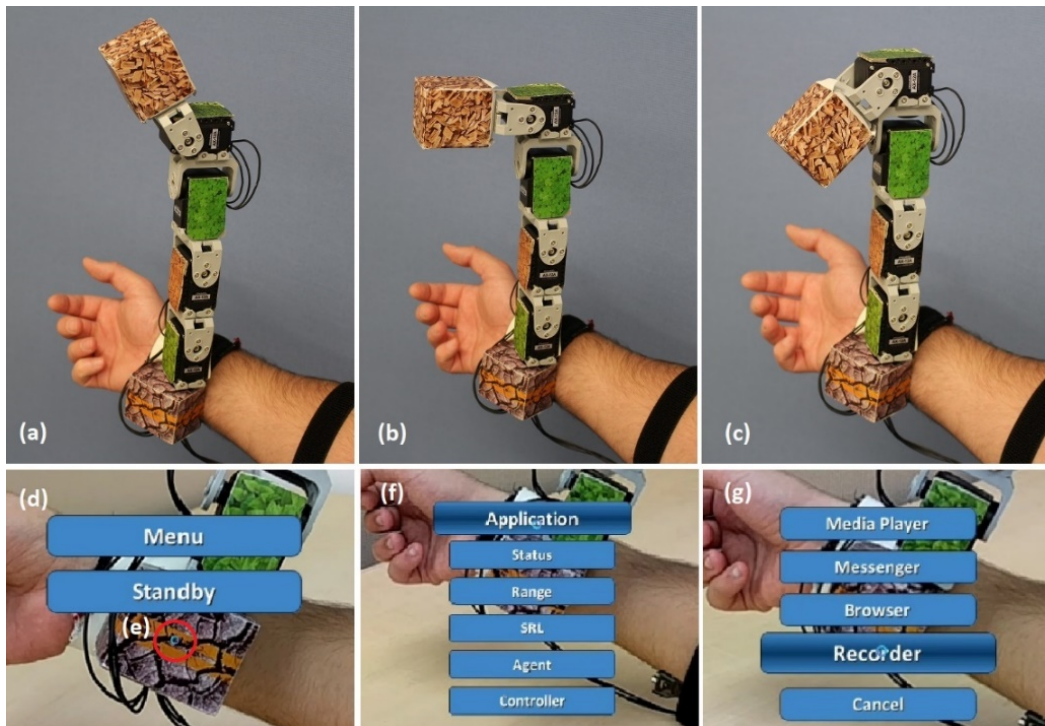 (a)
(b)
(c)
(d)
Menu
Standby
(e)
(f)
Application
Status
Range
SRL
Agent
Controller
(g)
Media Player
Messenger
Browser
Recorder
Cancel